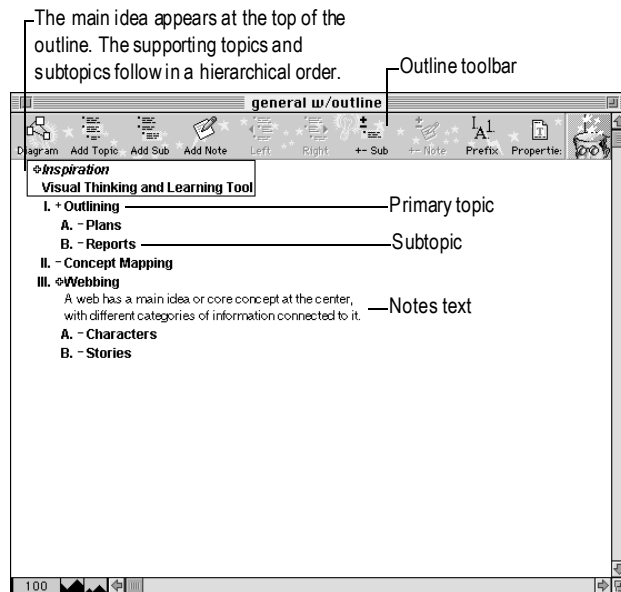 The main idea appears at the top of the
outline. The supporting topics and
subtopics follow in a hierarchical order.
Outline toolbar
general w/outline
Diagram Add Topic Add Sub Add Note Left Right +- Sub +- Note Prefix Propertie:
Inspiration
Visual Thinking and Learning Tool
I. + Outlining
Primary topic
A. - Plans
B. - Reports
Subtopic
II. - Concept Mapping
III. Webbing
A web has a main idea or core concept at the center,
with different categories of information connected to it.
Notes text
A. - Characters
B. - Stories
100